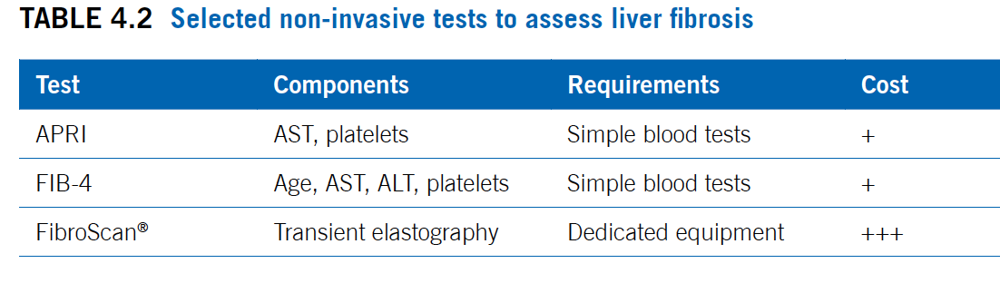 TABLE 4.2 Selected non-invasive tests to assess liver fibrosis
Test Components Requirements Cost
APRI AST, platelets Simple blood tests +
FIB-4 Age, AST, ALT, platelets Simple blood tests +
FibroScan® Transient elastography Dedicated equipment +++